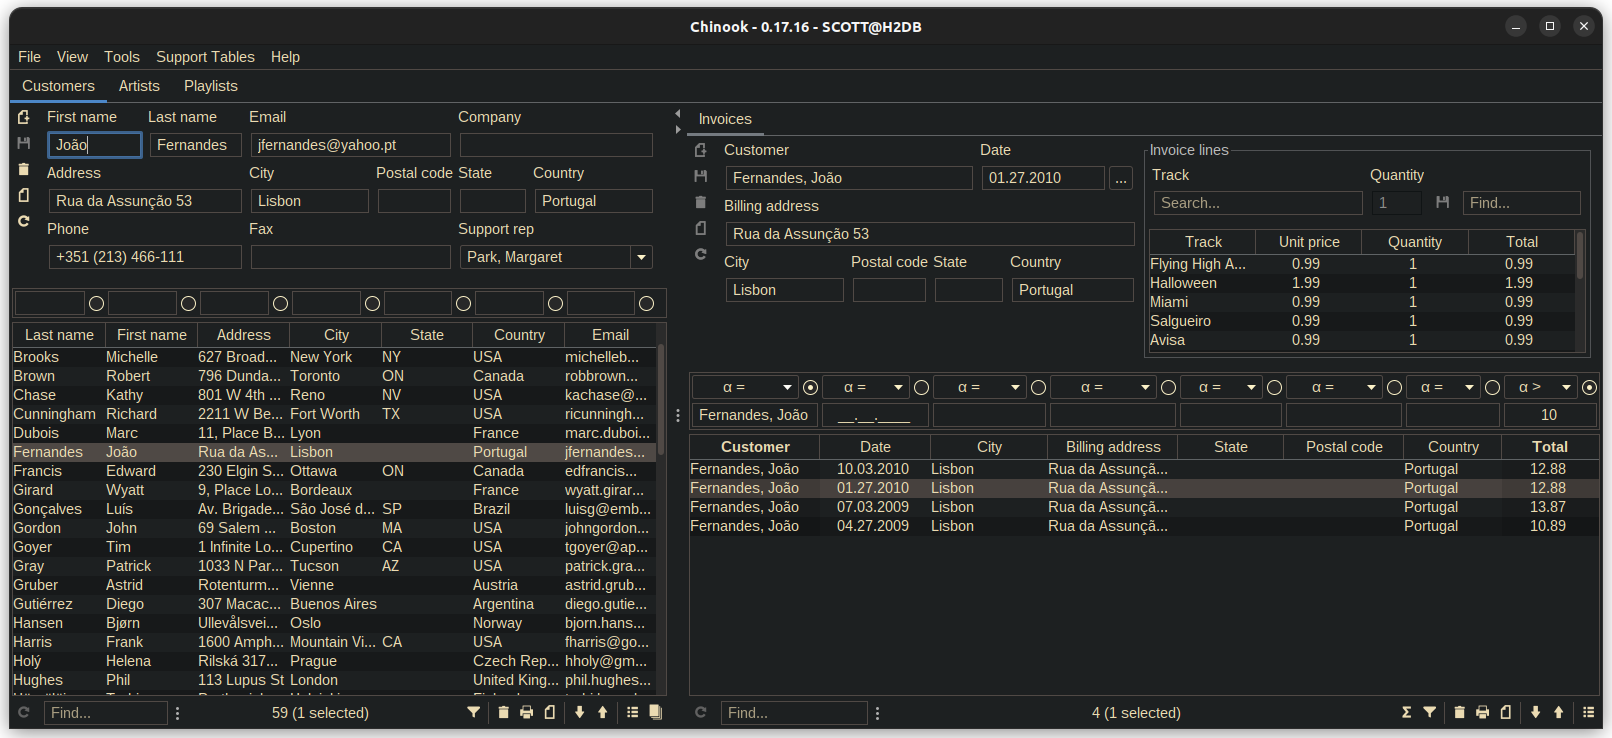 Chinook - 0.17.16 - SCOTT@H2DB
File View Tools Support Tables Help
Customers Artists Playlists
First name Last name Email Company
João Fernandes jfernandes@yahoo.pt
Address City Postal code State Country
Rua da Assunção 53 Lisbon Portugal
Phone Fax Support rep
+351 (213) 466-111 Park, Margaret
Last name First name Address City State Country Email
Brooks Michelle 627 Broad... New York NY USA michelleb...
Brown Robert 796 Dunda... Toronto ON Canada robbrown...
Chase Kathy 801 W 4th ... Reno NV USA kachase@...
Cunningham Richard 2211 W Be... Fort Worth TX USA ricunningh...
Dubois Marc 11, Place B... Lyon France marc.duboi...
Fernandes João Rua da As... Lisbon Portugal jfernandes...
Francis Edward 230 Elgin S... Ottawa ON Canada edfrancis...
Girard Wyatt 9, Place Lo... Bordeaux France wyatt.girar...
Gonçalves Luís Av. Brigade... São José d... SP Brazil luisg@emb...
Gordon John 69 Salem ... Boston MA USA johngordon...
Goyer Tim 1 Infinite Lo... Cupertino CA USA tgoyer@ap...
Gray Patrick 1033 N Par... Tucson AZ USA patrick.gra...
Gruber Astrid Rotenturm... Vienne Austria astrid.grub...
Gutiérrez Diego 307 Macac... Buenos Aires Argentina diego.gutie...
Hansen Bjørn Ullevålsvei... Oslo Norway bjorn.hans...
Harris Frank 1600 Amph... Mountain Vi... CA USA fharris@go...
Holý Helena Rilská 317... Prague Czech Rep... hholy@gm...
Hughes Phil 113 Lupus St London United King... phil.hughes...
Find... 59 (1 selected)
Invoices
Customer Date
Fernandes, João 01.27.2010 ...
Billing address
Rua da Assunção 53
City Postal code State Country
Lisbon Portugal
Invoice lines
Track Quantity
Search... 1 Find...
Track Unit price Quantity Total
Flying High A... 0.99 1 0.99
Halloween 1.99 1 1.99
Miami 0.99 1 0.99
Salgueiro 0.99 1 0.99
Avisa 0.99 1 0.99
α = α = α = α = α = α = α = α >
Fernandes, João __.__.____ 10
Customer Date City Billing address State Postal code Country Total
Fernandes, João 10.03.2010 Lisbon Rua da Assunçã... Portugal 12.88
Fernandes, João 01.27.2010 Lisbon Rua da Assunçã... Portugal 12.88
Fernandes, João 07.03.2009 Lisbon Rua da Assunçã... Portugal 13.87
Fernandes, João 04.27.2009 Lisbon Rua da Assunçã... Portugal 10.89
Find... 4 (1 selected)